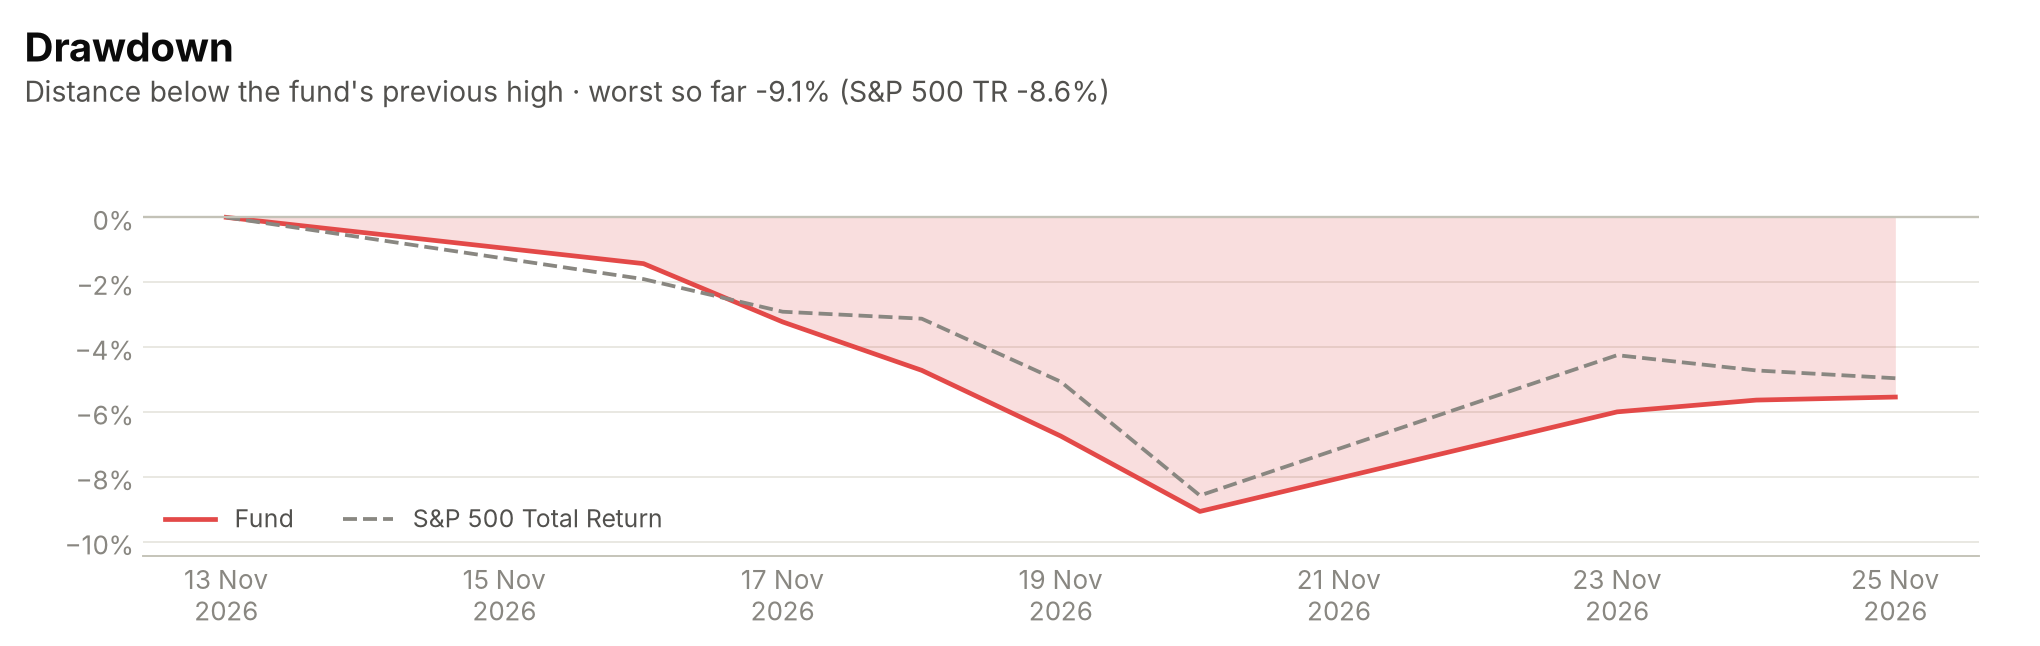 Drawdown
Distance below the fund's previous high · worst so far -9.1% (S&P 500 TR -8.6%)
0%
−2%
−4%
−6%
−8%
−10%
Fund
S&P 500 Total Return
13 Nov 2026
15 Nov 2026
17 Nov 2026
19 Nov 2026
21 Nov 2026
23 Nov 2026
25 Nov 2026